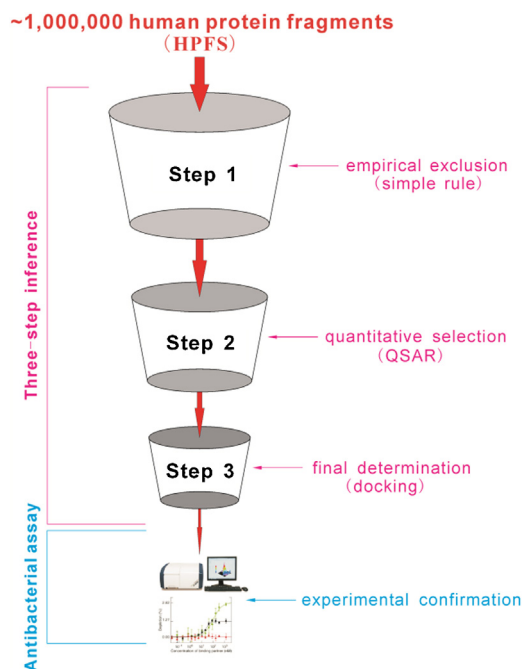 ~1,000,000 human protein fragments
(HPFS)
Step 1
empirical exclusion
(simple rule)
Three-step inference
Step 2
quantitative selection
(QSAR)
Step 3
final determination
(docking)
Antibacterial assay
experimental confirmation